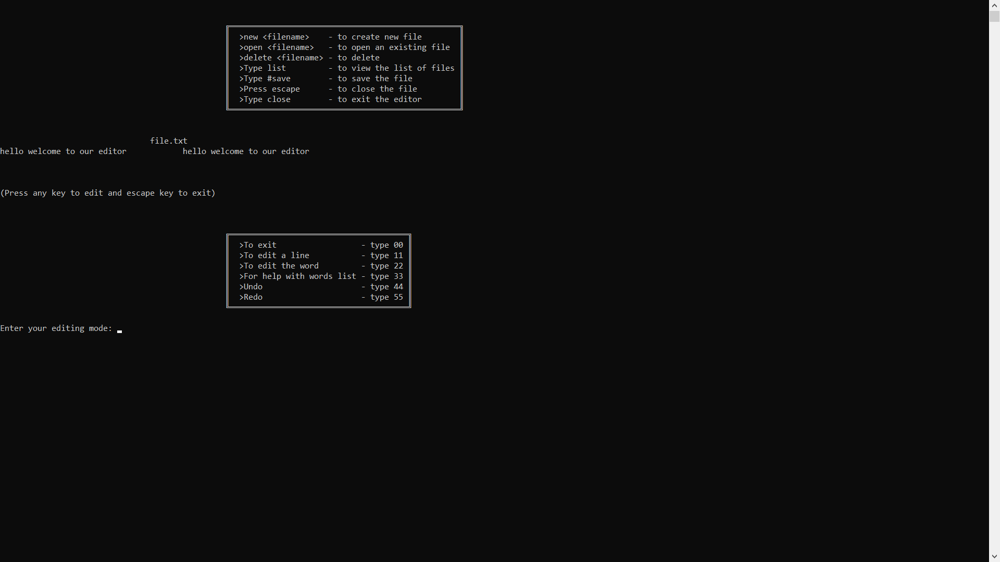 >new <filename>    - to create new file
>open <filename>   - to open an existing file
>delete <filename> - to delete
>Type list         - to view the list of files
>Type #save        - to save the file
>Press escape      - to close the file
>Type close        - to exit the editor
file.txt
hello welcome to our editor            hello welcome to our editor
(Press any key to edit and escape key to exit)
>To exit                  - type 00
>To edit a line           - type 11
>To edit the word         - type 22
>For help with words list - type 33
>Undo                     - type 44
>Redo                     - type 55
Enter your editing mode: _